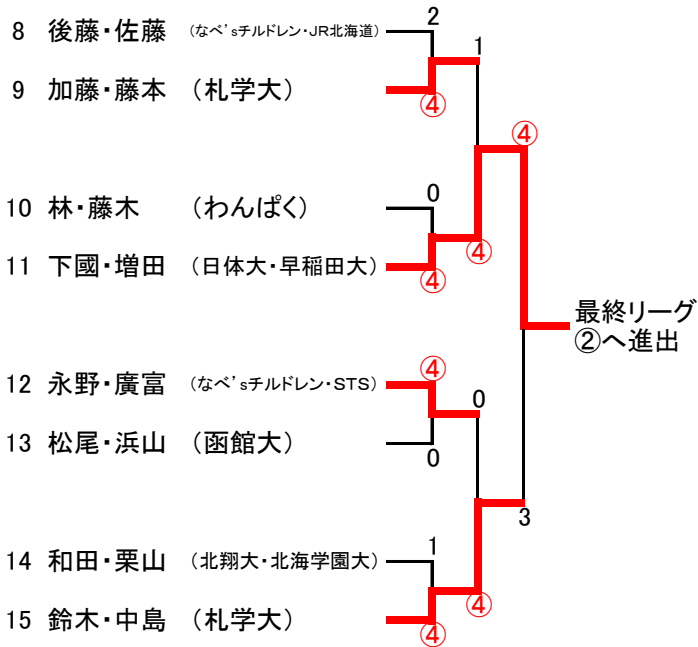 8 後藤・佐藤 (なべ'sチルドレン・JR北海道) 2
1
9 加藤・藤本 (札学大) ④
④
10 林・藤木 (わんぱく) 0
④
11 下國・増田 (日体大・早稲田大) ④
最終リーグ
②へ進出
12 永野・廣富 (なべ'sチルドレン・STS) ④
0
13 松尾・浜山 (函館大) 0
3
14 和田・栗山 (北翔大・北海学園大) 1
④
15 鈴木・中島 (札学大) ④